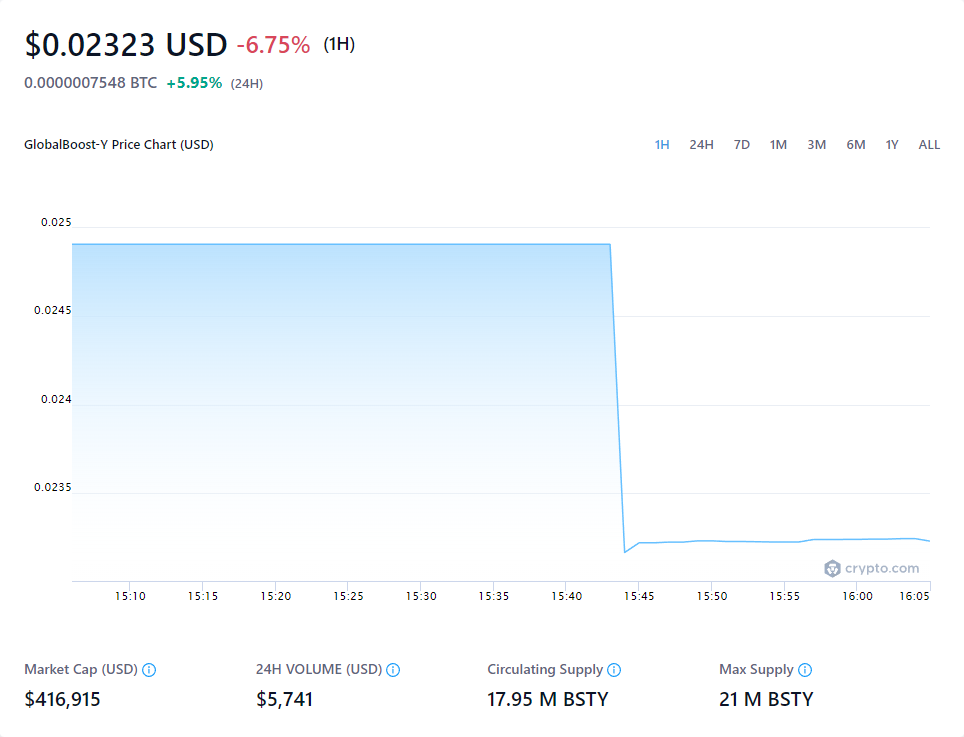 $0.02323 USD -6.75% (1H)
0.0000007548 BTC +5.95% (24H)
GlobalBoost-Y Price Chart (USD) 1H 24H 7D 1M 3M 6M 1Y ALL
0.025
0.0245
0.024
0.0235
crypto.com
15:10 15:15 15:20 15:25 15:30 15:35 15:40 15:45 15:50 15:55 16:00 16:05
Market Cap (USD) 24H VOLUME (USD) Circulating Supply Max Supply
$416,915 $5,741 17.95 M BSTY 21 M BSTY